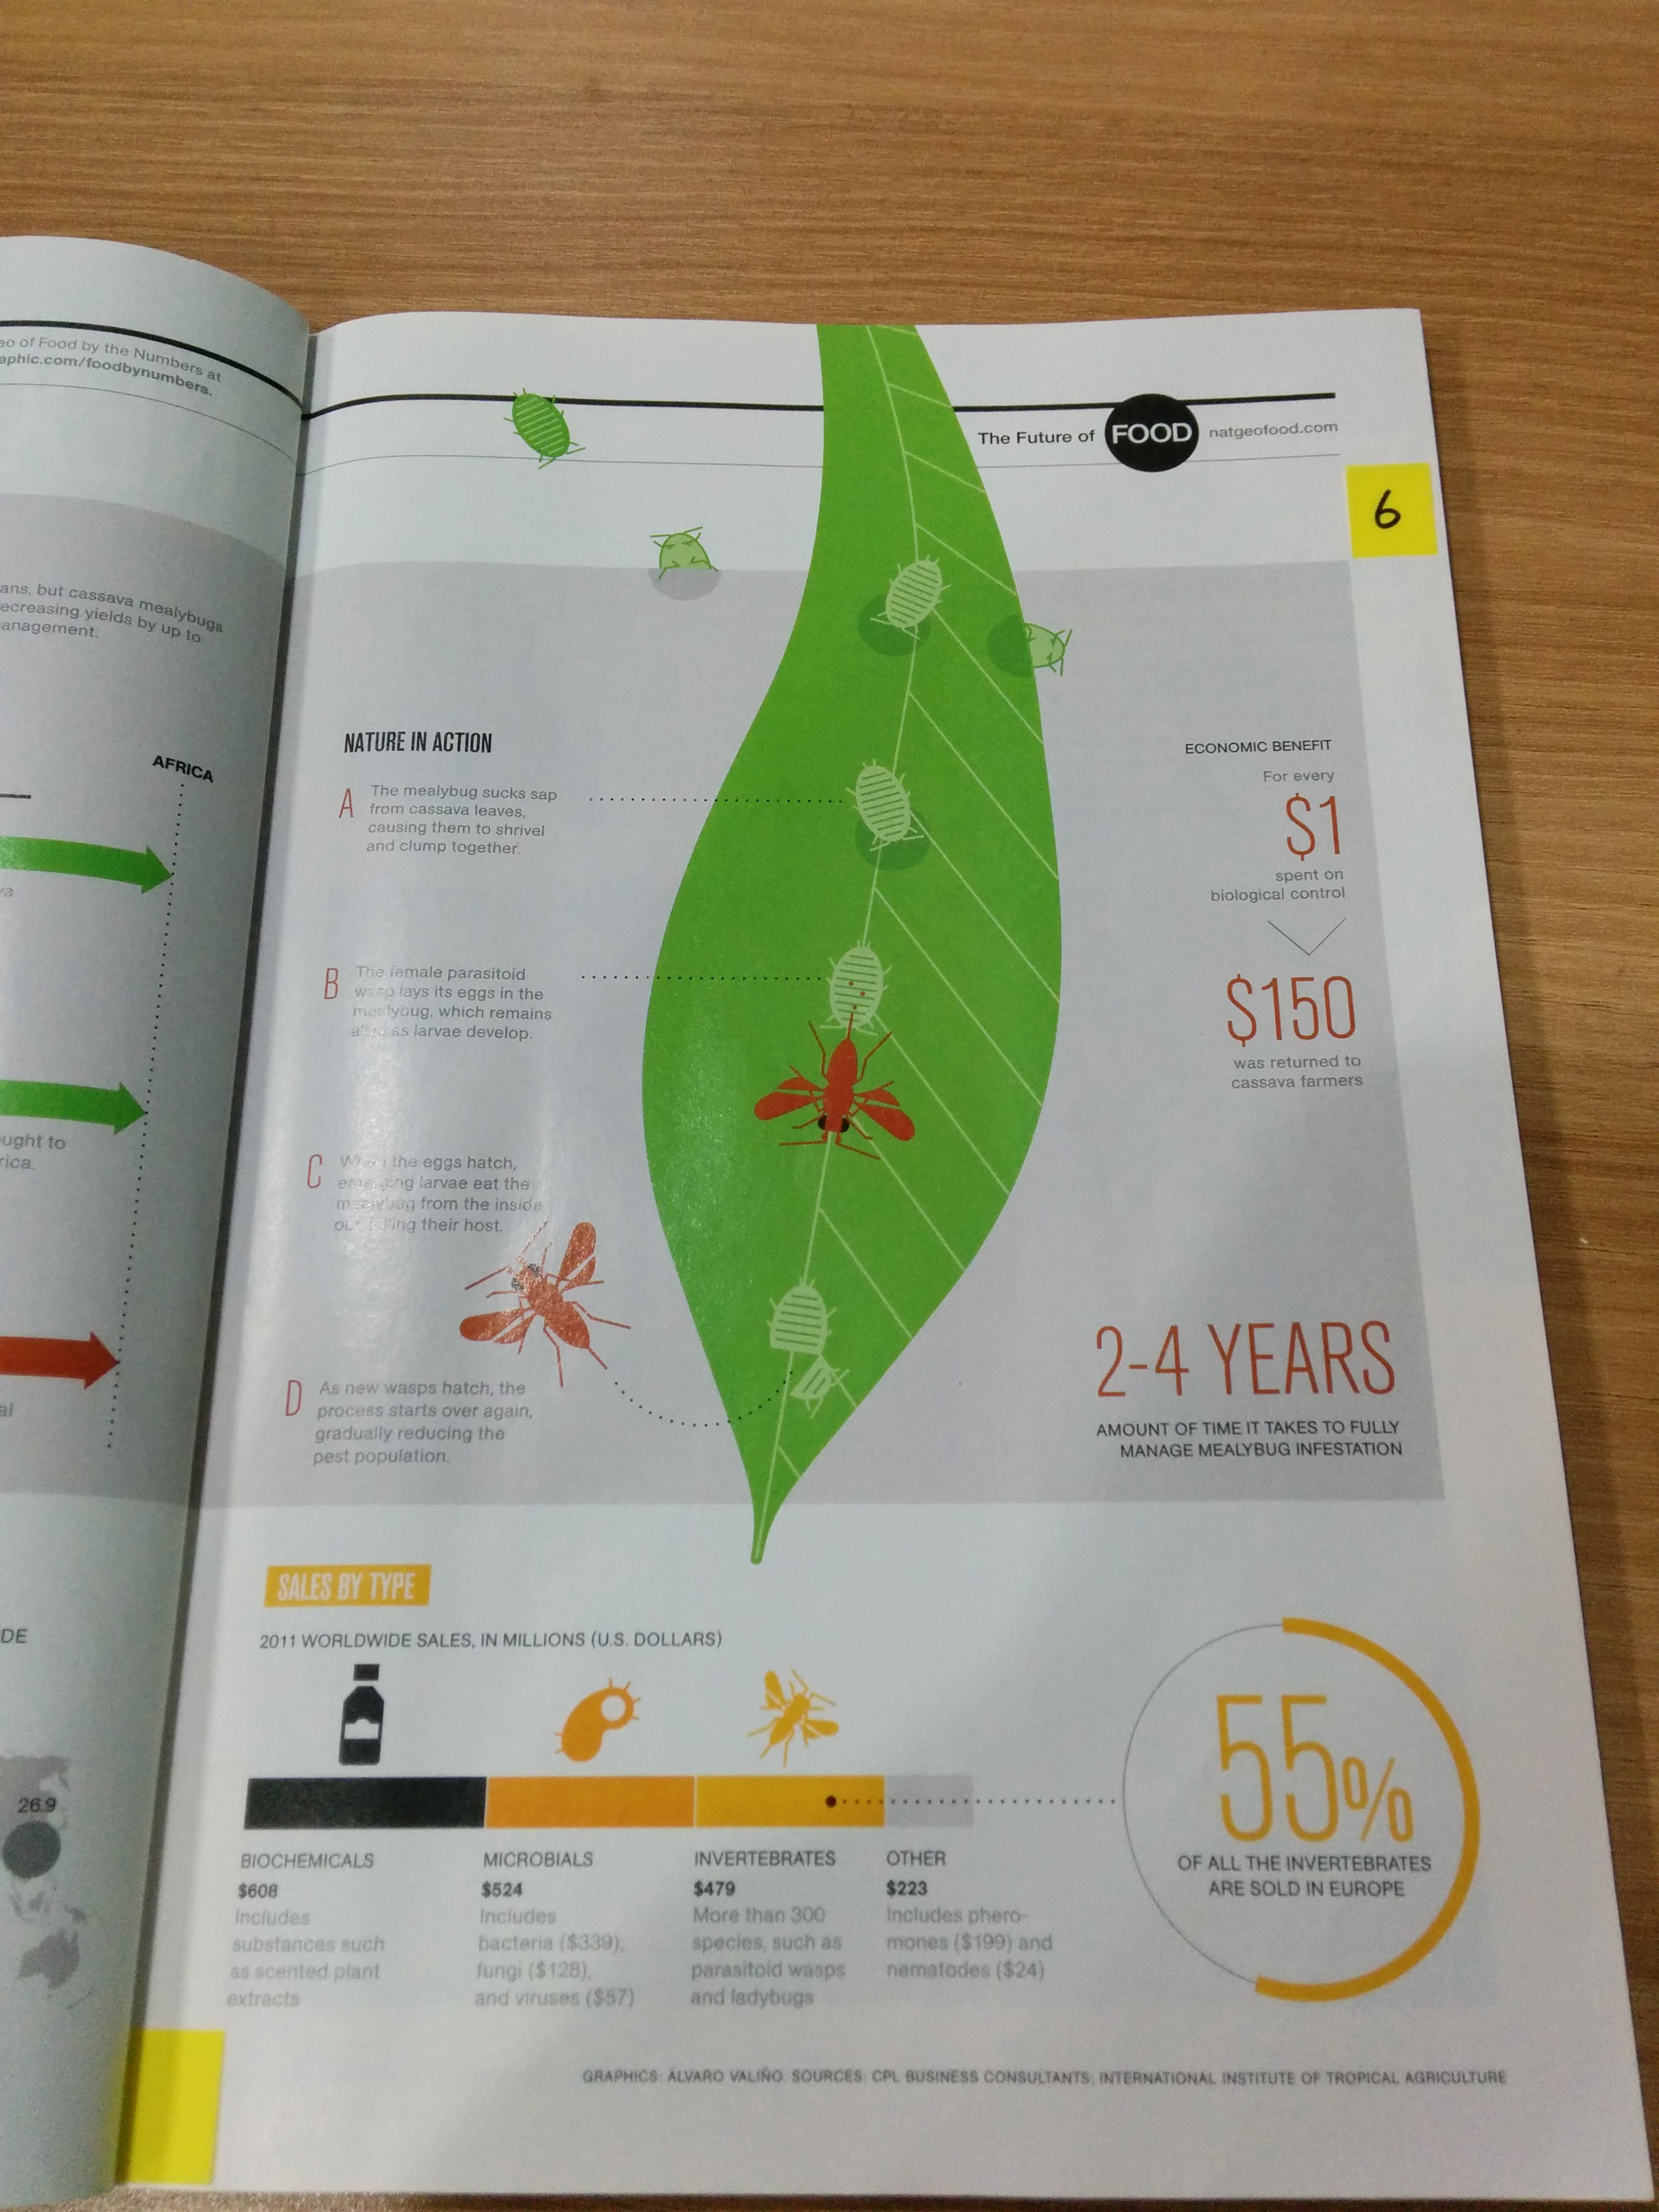 eo of Food by the Numbers at
aphic.com/foodbynumbers.
ans, but cassava mealybugs
ecreasing yields by up to
anagement.
AFRICA
va
ught to
rica.
al
DE
26.9
The Future of FOOD natgeofood.com
6
NATURE IN ACTION
A The mealybug sucks sap
from cassava leaves,
causing them to shrivel
and clump together.
B The female parasitoid
wasp lays its eggs in the
mealybug, which remains
alive as larvae develop.
C When the eggs hatch,
emerging larvae eat the
mealybug from the inside
out, killing their host.
D As new wasps hatch, the
process starts over again,
gradually reducing the
pest population.
ECONOMIC BENEFIT
For every
$1
spent on
biological control
$150
was returned to
cassava farmers
2-4 YEARS
AMOUNT OF TIME IT TAKES TO FULLY
MANAGE MEALYBUG INFESTATION
SALES BY TYPE
2011 WORLDWIDE SALES, IN MILLIONS (U.S. DOLLARS)
BIOCHEMICALS
$608
Includes
substances such
as scented plant
extracts
MICROBIALS
$524
Includes
bacteria ($339),
fungi ($128),
and viruses ($57)
INVERTEBRATES
$479
More than 300
species, such as
parasitoid wasps
and ladybugs
OTHER
$223
Includes phero-
mones ($199) and
nematodes ($24)
55%
OF ALL THE INVERTEBRATES
ARE SOLD IN EUROPE
GRAPHICS: ÁLVARO VALIÑO. SOURCES: CPL BUSINESS CONSULTANTS; INTERNATIONAL INSTITUTE OF TROPICAL AGRICULTURE